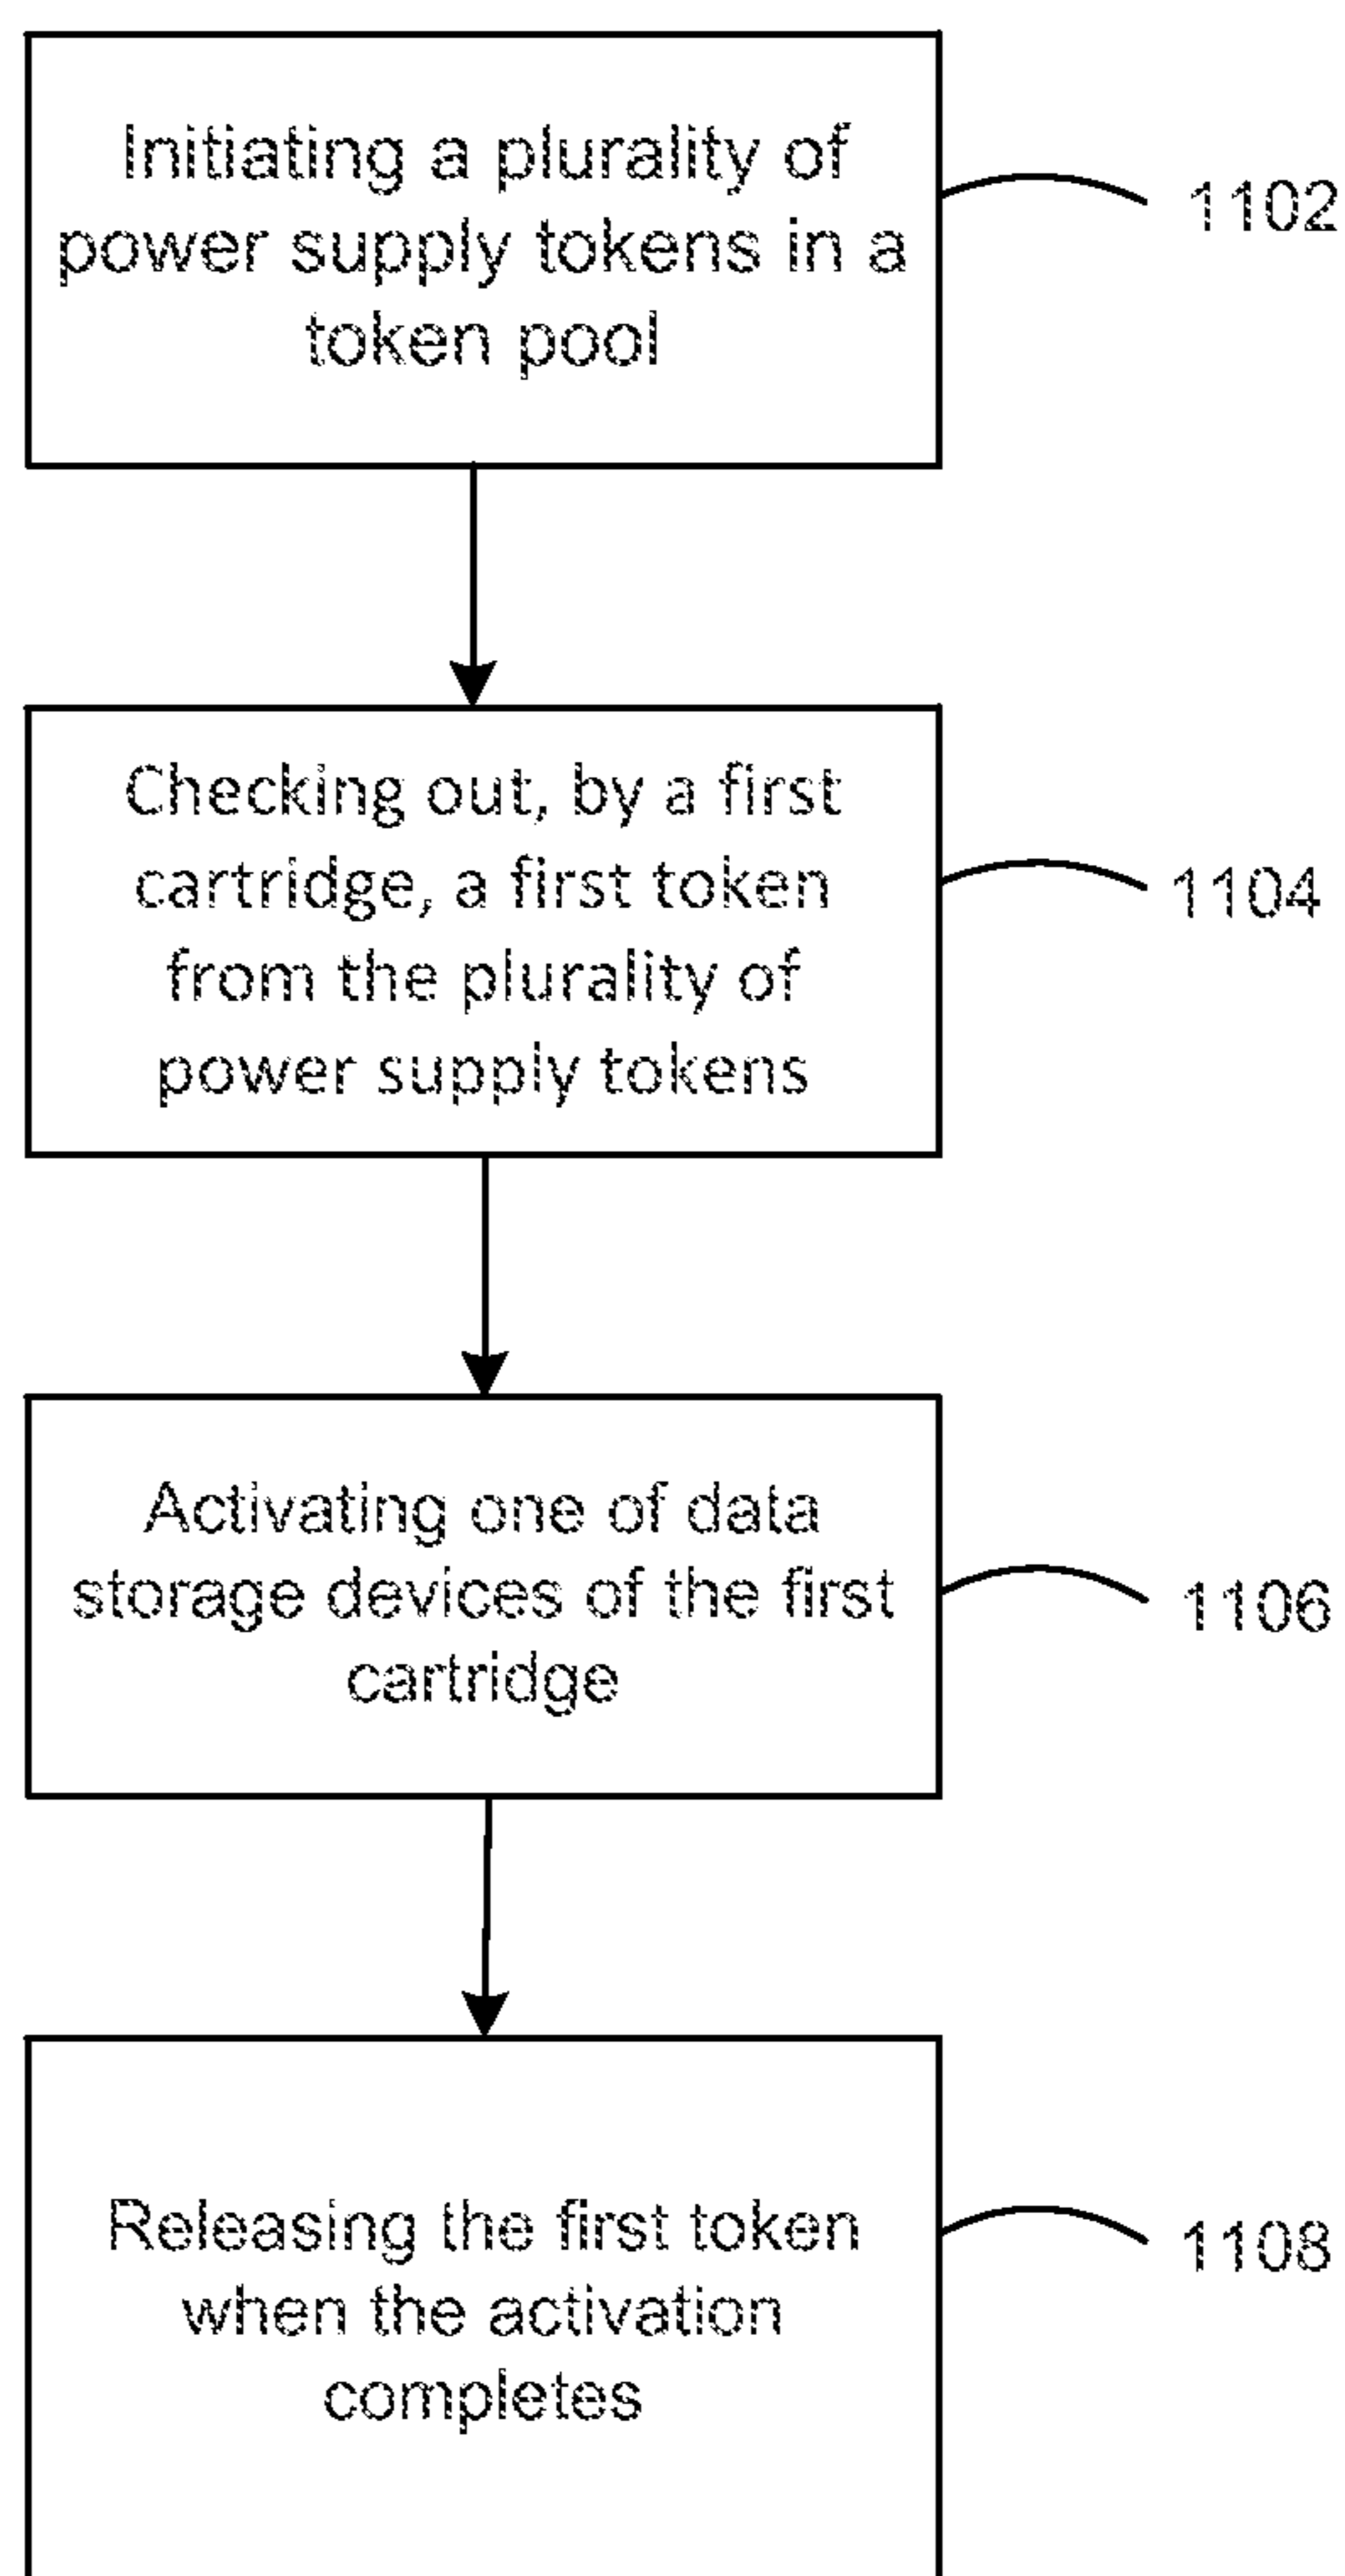 Initiating a plurality of
power supply tokens in a
token pool
1102
Checking out, by a first
cartridge, a first token
from the plurality of
power supply tokens
1104
Activating one of data
storage devices of the first
cartridge
1106
Releasing the first token
when the activation
completes
1108